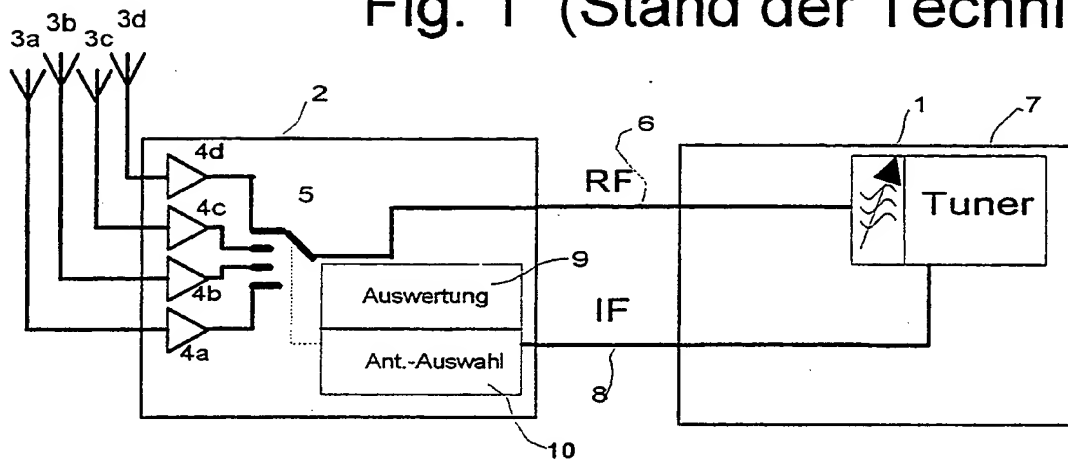 Fig. 1 (Stand der Techni
3a 3b 3c 3d
2
4d
4c
4b
4a
5
RF
6
1
7
Tuner
Auswertung
9
IF
Ant.-Auswahl
8
10